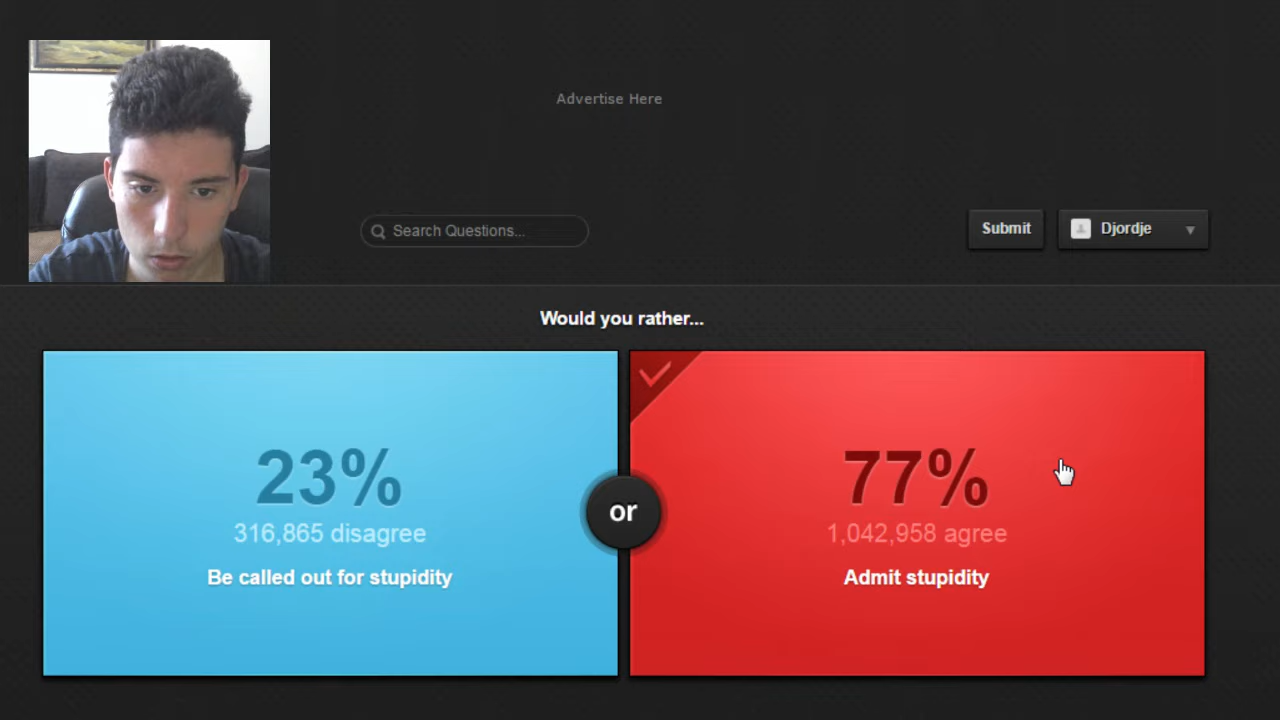 Advertise Here
Search Questions...
Submit
Djordje
Would you rather...
23%
316,865 disagree
Be called out for stupidity
or
77%
1,042,958 agree
Admit stupidity